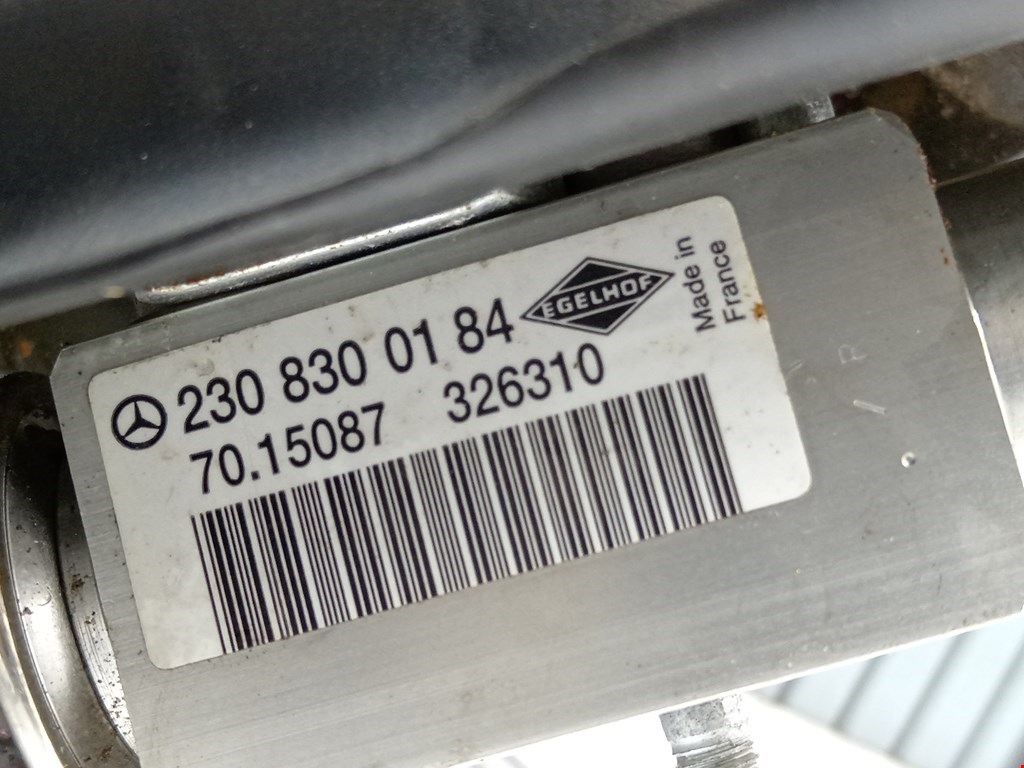 230 830 01 84
EGELHOF
Made in
France
70.15087 326310